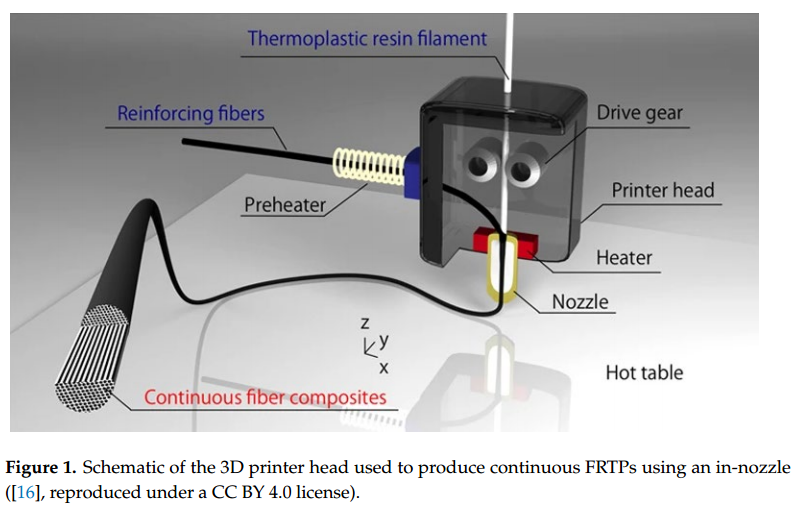 Thermoplastic resin filament
Reinforcing fibers
Drive gear
Preheater
Printer head
Heater
Nozzle
z
y
x
Hot table
Continuous fiber composites
Figure 1. Schematic of the 3D printer head used to produce continuous FRTPs using an in-nozzle
([16], reproduced under a CC BY 4.0 license).